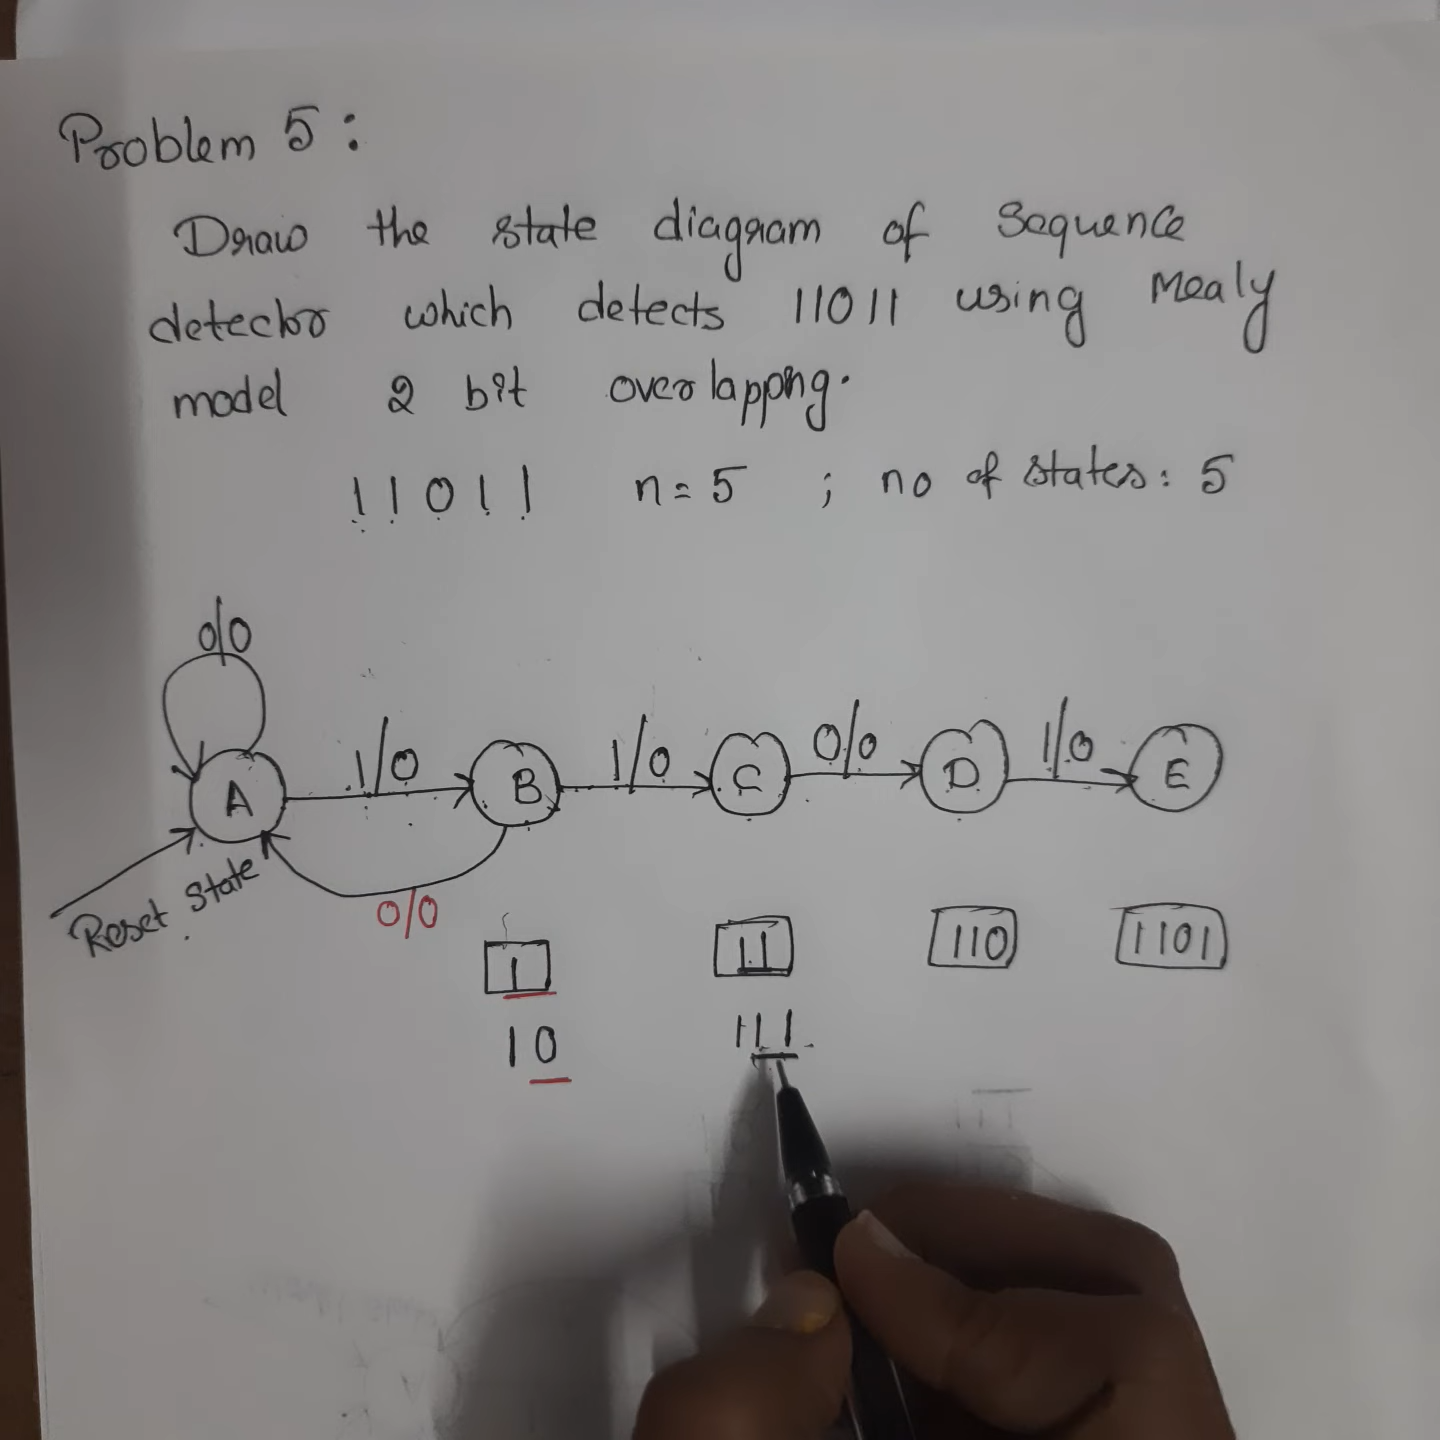 Problem 5 :
Draw the state diagram of Sequence
detector which detects 11011 using Mealy
model 2 bit overlapping.
11011 n = 5 ; no of states : 5
0/0
1/0 1/0 0/0 1/0
A B C D E
Reset State
0/0
1 11 110 1101
10 111